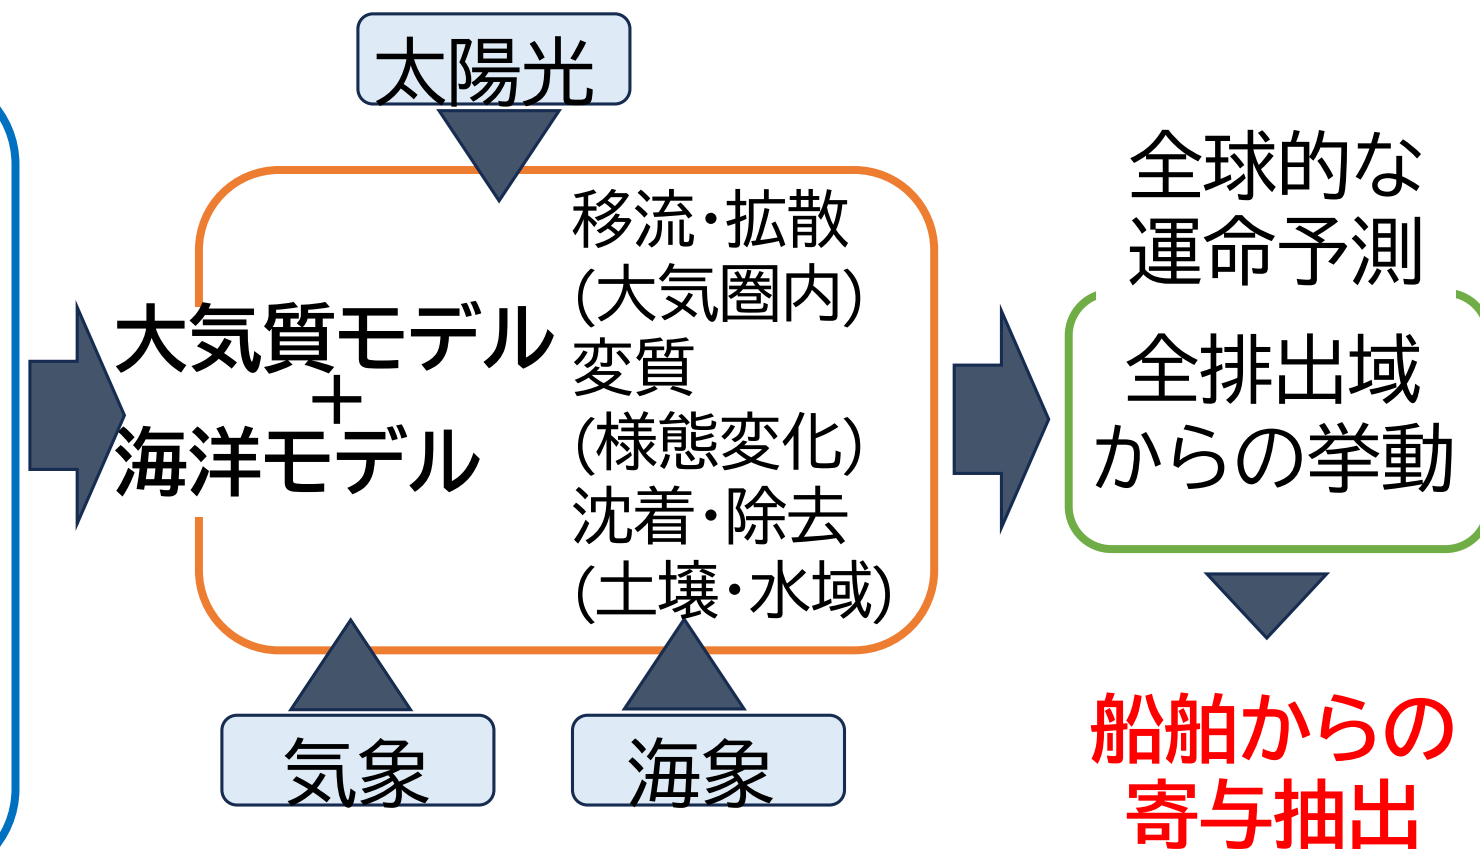 太陽光
大気質モデル
+
海洋モデル
移流・拡散
(大気圏内)
変質
(様態変化)
沈着・除去
(土壌・水域)
気象
海象
全球的な
運命予測
全排出域
からの挙動
船舶からの
寄与抽出